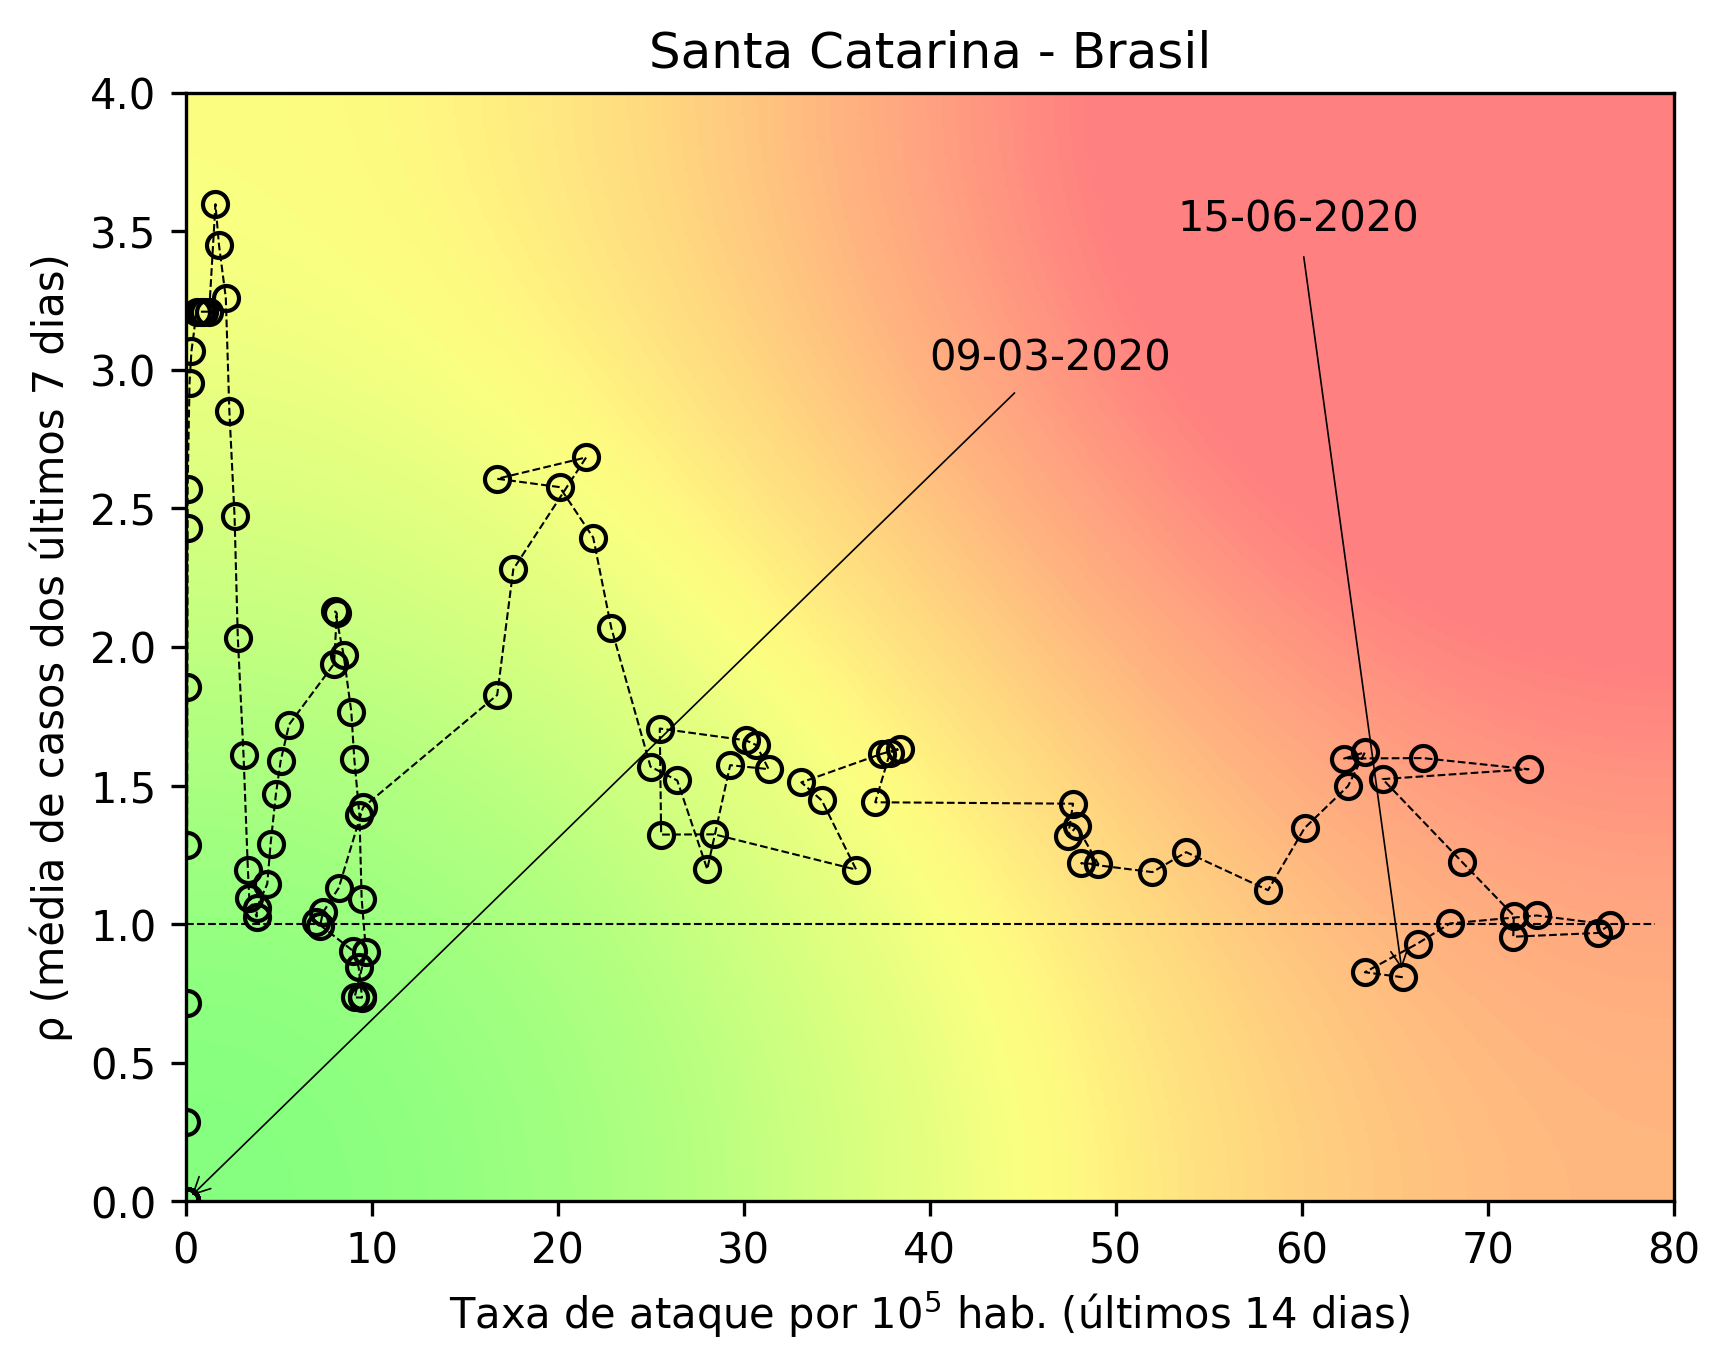 Santa Catarina - Brasil
4.0
3.5
3.0
2.5
2.0
1.5
1.0
0.5
0.0
ρ (média de casos dos últimos 7 dias)
15-06-2020
09-03-2020
0 10 20 30 40 50 60 70 80
Taxa de ataque por 10⁵ hab. (últimos 14 dias)